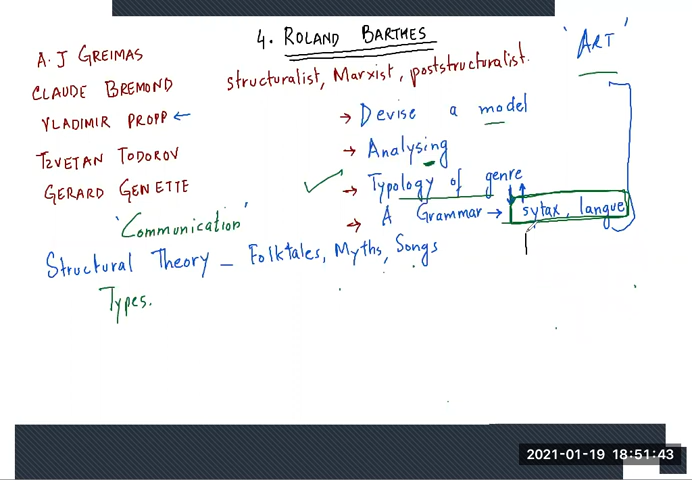 4. ROLAND BARTHES
'ART'
A. J GREIMAS
structuralist, Marxist, poststructuralist.
CLAUDE BREMOND
→ Devise a model
VLADIMIR PROPP ←
→ Analysing
TZVETAN TODOROV
→ Typology of genre
GERARD GENETTE
→ A Grammar → sytax, langue
"Communication"
Structural Theory – Folktales, Myths, Songs
Types.
2021-01-19 18:51:43